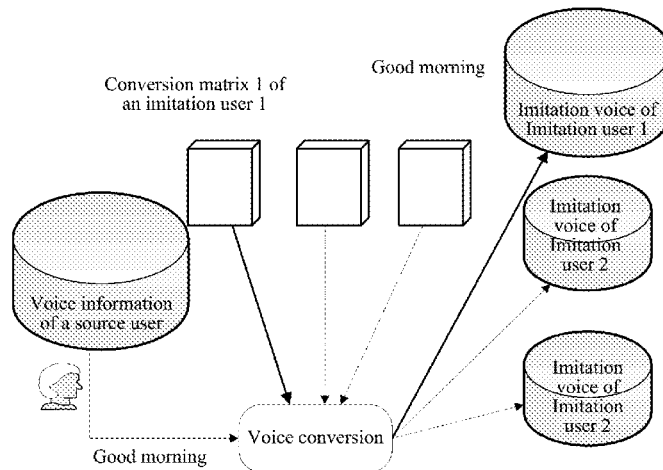 Conversion matrix 1 of
an imitation user 1
Good morning
Imitation voice of
Imitation user 1
Imitation
voice of
Imitation
user 2
Voice information
of a source user
Imitation
voice of
Imitation
user 2
Voice conversion
Good morning